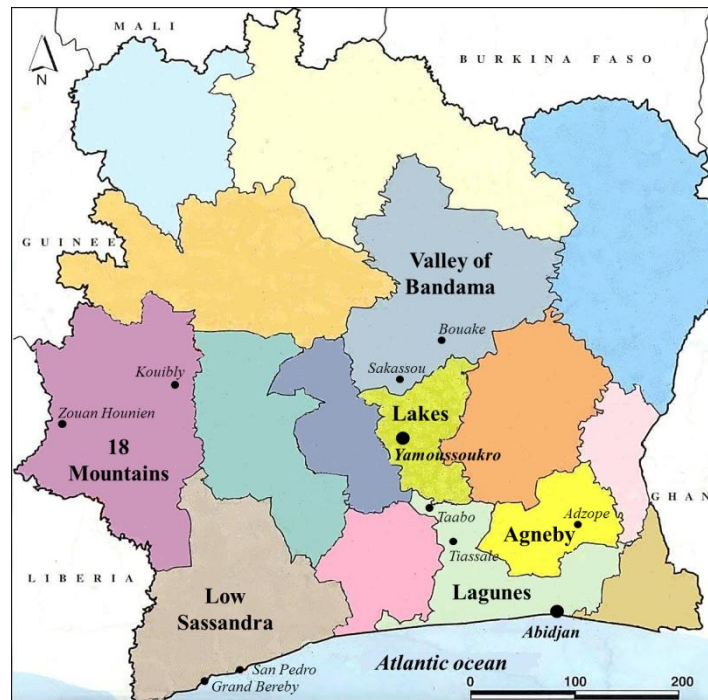 MALI
BURKINA FASO
N
GUINEE
Valley of
Bandama
Bouake
Kouibly
Sakassou
Zouan Hounien
Lakes
18
Mountains
Yamoussoukro
GHAN
Taabo
Adzope
Agneby
Tiassale
LIBERIA
Low
Sassandra
Lagunes
Abidjan
San Pedro
Grand Bereby
Atlantic ocean
0 100 200